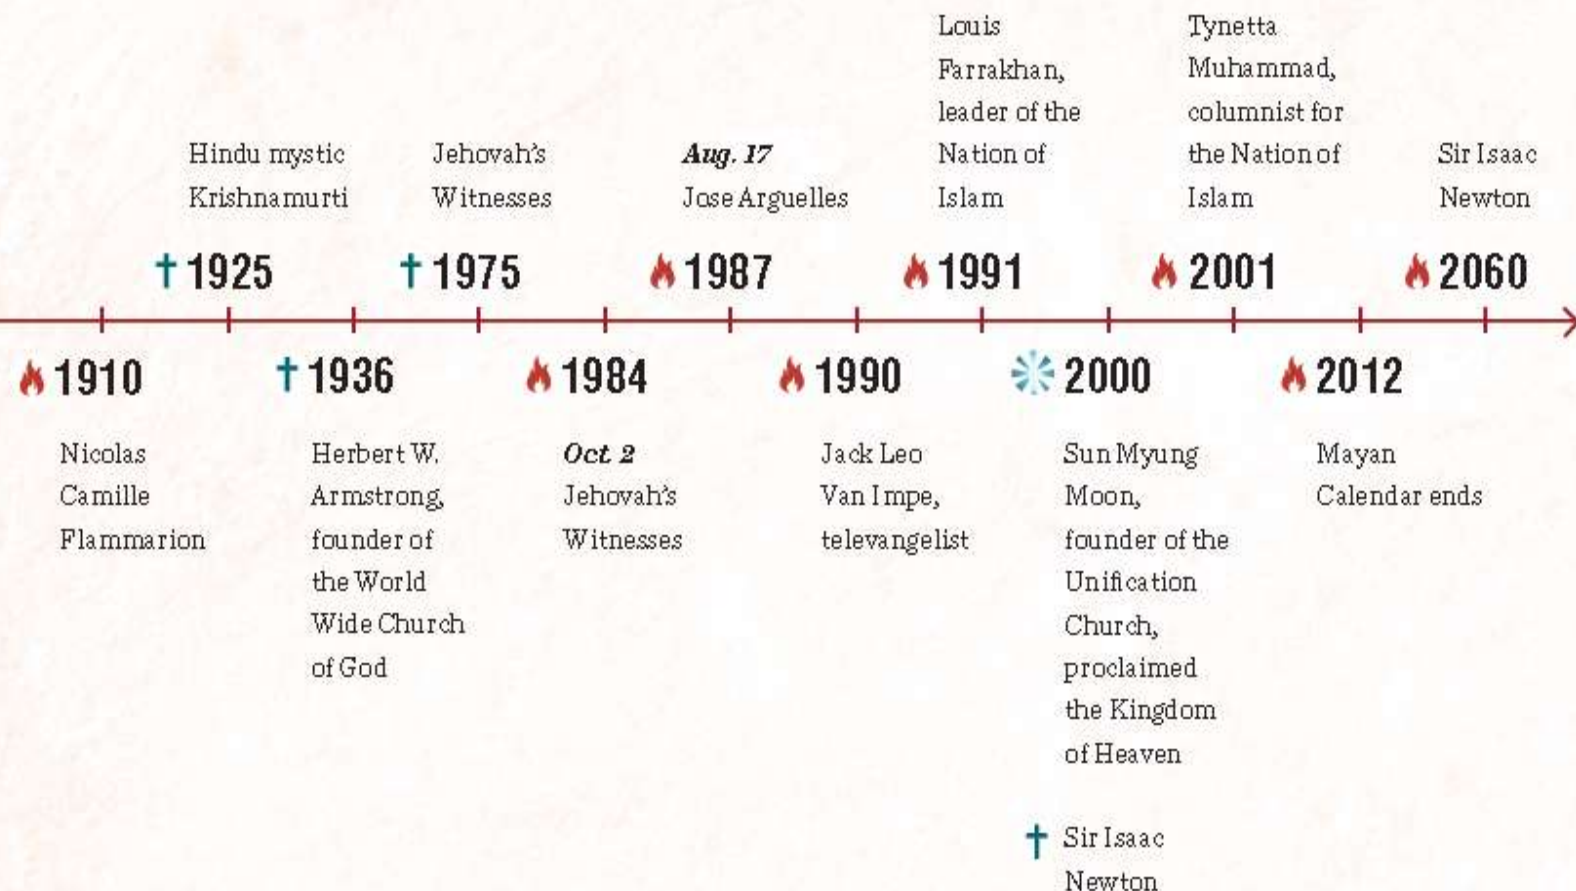 Louis
Farrakhan,
leader of the
Nation of
Islam
Tynetta
Muhammad,
columnist for
the Nation of
Islam
Hindu mystic
Krishnamurti
Jehovah's
Witnesses
Aug. 17
Jose Arguelles
Sir Isaac
Newton
† 1925
† 1975
1987
1991
2001
2060
1910
† 1936
1984
1990
2000
2012
Nicolas
Camille
Flammarion
Herbert W.
Armstrong,
founder of
the World
Wide Church
of God
Oct. 2
Jehovah's
Witnesses
Jack Leo
Van Impe,
televangelist
Sun Myung
Moon,
founder of the
Unification
Church,
proclaimed
the Kingdom
of Heaven
† Sir Isaac
Newton
Mayan
Calendar ends